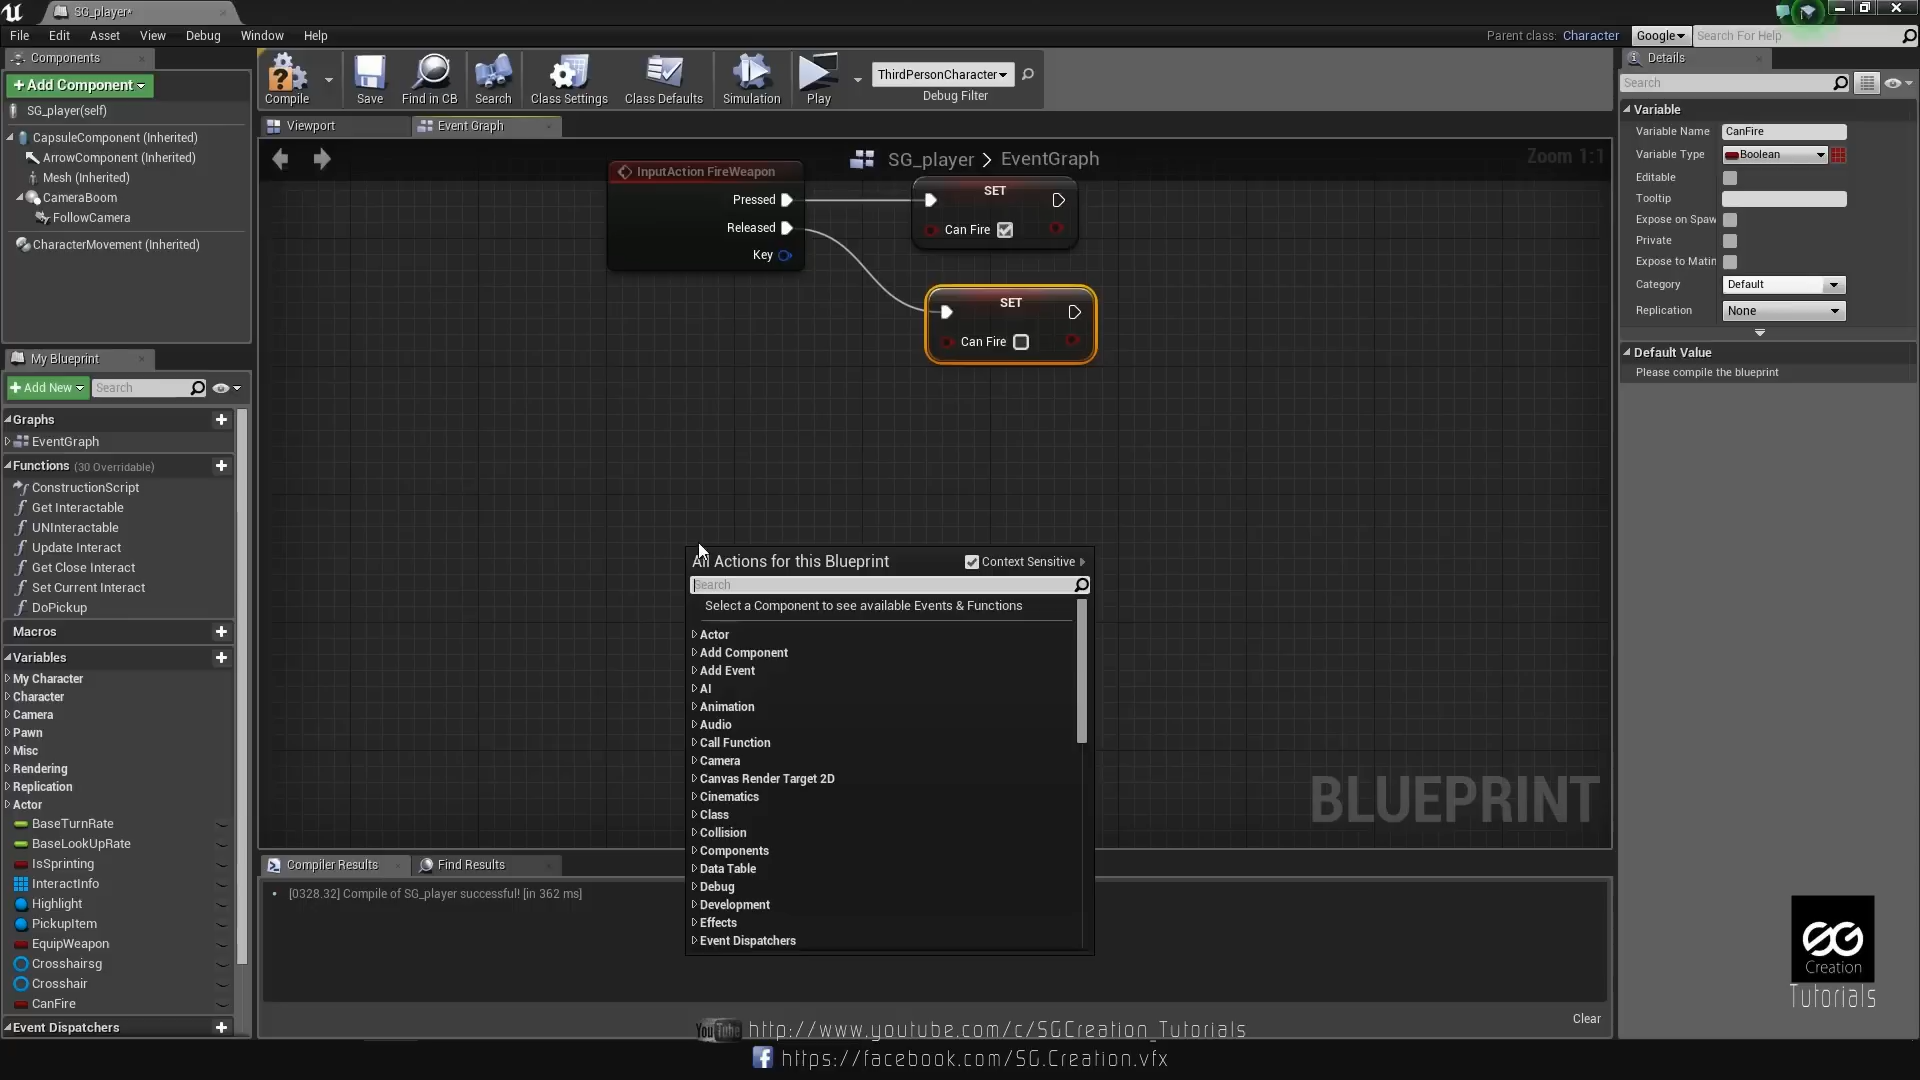 SG_player*
File Edit Asset View Debug Window Help
Parent class: Character
Google
Search For Help
Components
Add Component
SG_player(self)
CapsuleComponent (Inherited)
ArrowComponent (Inherited)
Mesh (Inherited)
CameraBoom
FollowCamera
CharacterMovement (Inherited)
My Blueprint
Add New
Search
Graphs
EventGraph
Functions (30 Overridable)
ConstructionScript
Get Interactable
UNInteractable
Update Interact
Get Close Interact
Set Current Interact
DoPickup
Macros
Variables
My Character
Character
Camera
Pawn
Misc
Rendering
Replication
Actor
BaseTurnRate
BaseLookUpRate
IsSprinting
InteractInfo
Highlight
PickupItem
EquipWeapon
Crosshairsg
Crosshair
CanFire
Event Dispatchers
Compile
Save
Find in CB
Search
Class Settings
Class Defaults
Simulation
Play
ThirdPersonCharacter
Debug Filter
Viewport
Event Graph
SG_player > EventGraph
Zoom 1:1
InputAction FireWeapon
Pressed
Released
Key
SET
Can Fire
SET
Can Fire
All Actions for this Blueprint
Context Sensitive
Search
Select a Component to see available Events & Functions
Actor
Add Component
Add Event
AI
Animation
Audio
Call Function
Camera
Canvas Render Target 2D
Cinematics
Class
Collision
Components
Data Table
Debug
Development
Effects
Event Dispatchers
BLUEPRINT
Compiler Results
Find Results
[0328.32] Compile of SG_player successful! [in 362 ms]
Clear
Details
Search
Variable
Variable Name CanFire
Variable Type Boolean
Editable
Tooltip
Expose on Spaw
Private
Expose to Matin
Category Default
Replication None
Default Value
Please compile the blueprint
SG
Creation
Tutorials
YouTube http://www.youtube.com/c/SGCreation_Tutorials
f https://facebook.com/SG.Creation.vfx